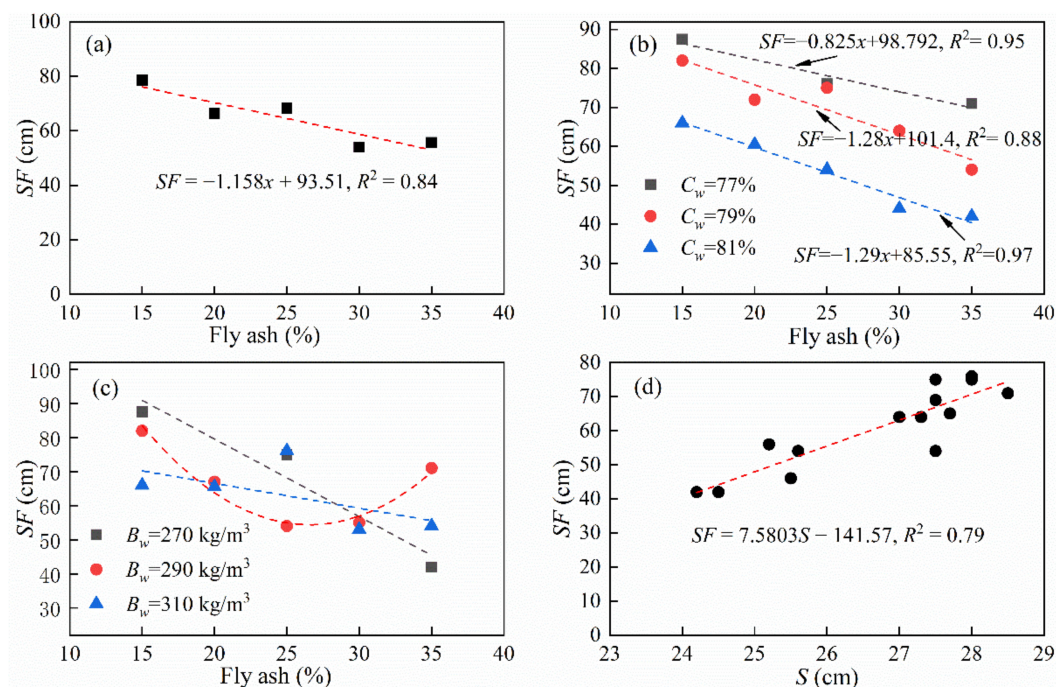 (a)
100
80
60
40
20
0
SF (cm)
SF = −1.158x + 93.51, R² = 0.84
10 15 20 25 30 35 40
Fly ash (%)
(b)
90
80
70
60
50
40
30
SF (cm)
SF=−0.825x+98.792, R²= 0.95
SF=−1.28x+101.4, R²= 0.88
C_w=77%
C_w=79%
C_w=81%
SF=−1.29x+85.55, R²=0.97
10 15 20 25 30 35 40
Fly ash (%)
(c)
100
90
80
70
60
50
40
30
SF (cm)
B_w=270 kg/m³
B_w=290 kg/m³
B_w=310 kg/m³
10 15 20 25 30 35 40
Fly ash (%)
(d)
80
70
60
50
40
30
20
10
0
SF (cm)
SF = 7.5803S − 141.57, R² = 0.79
23 24 25 26 27 28 29
S (cm)